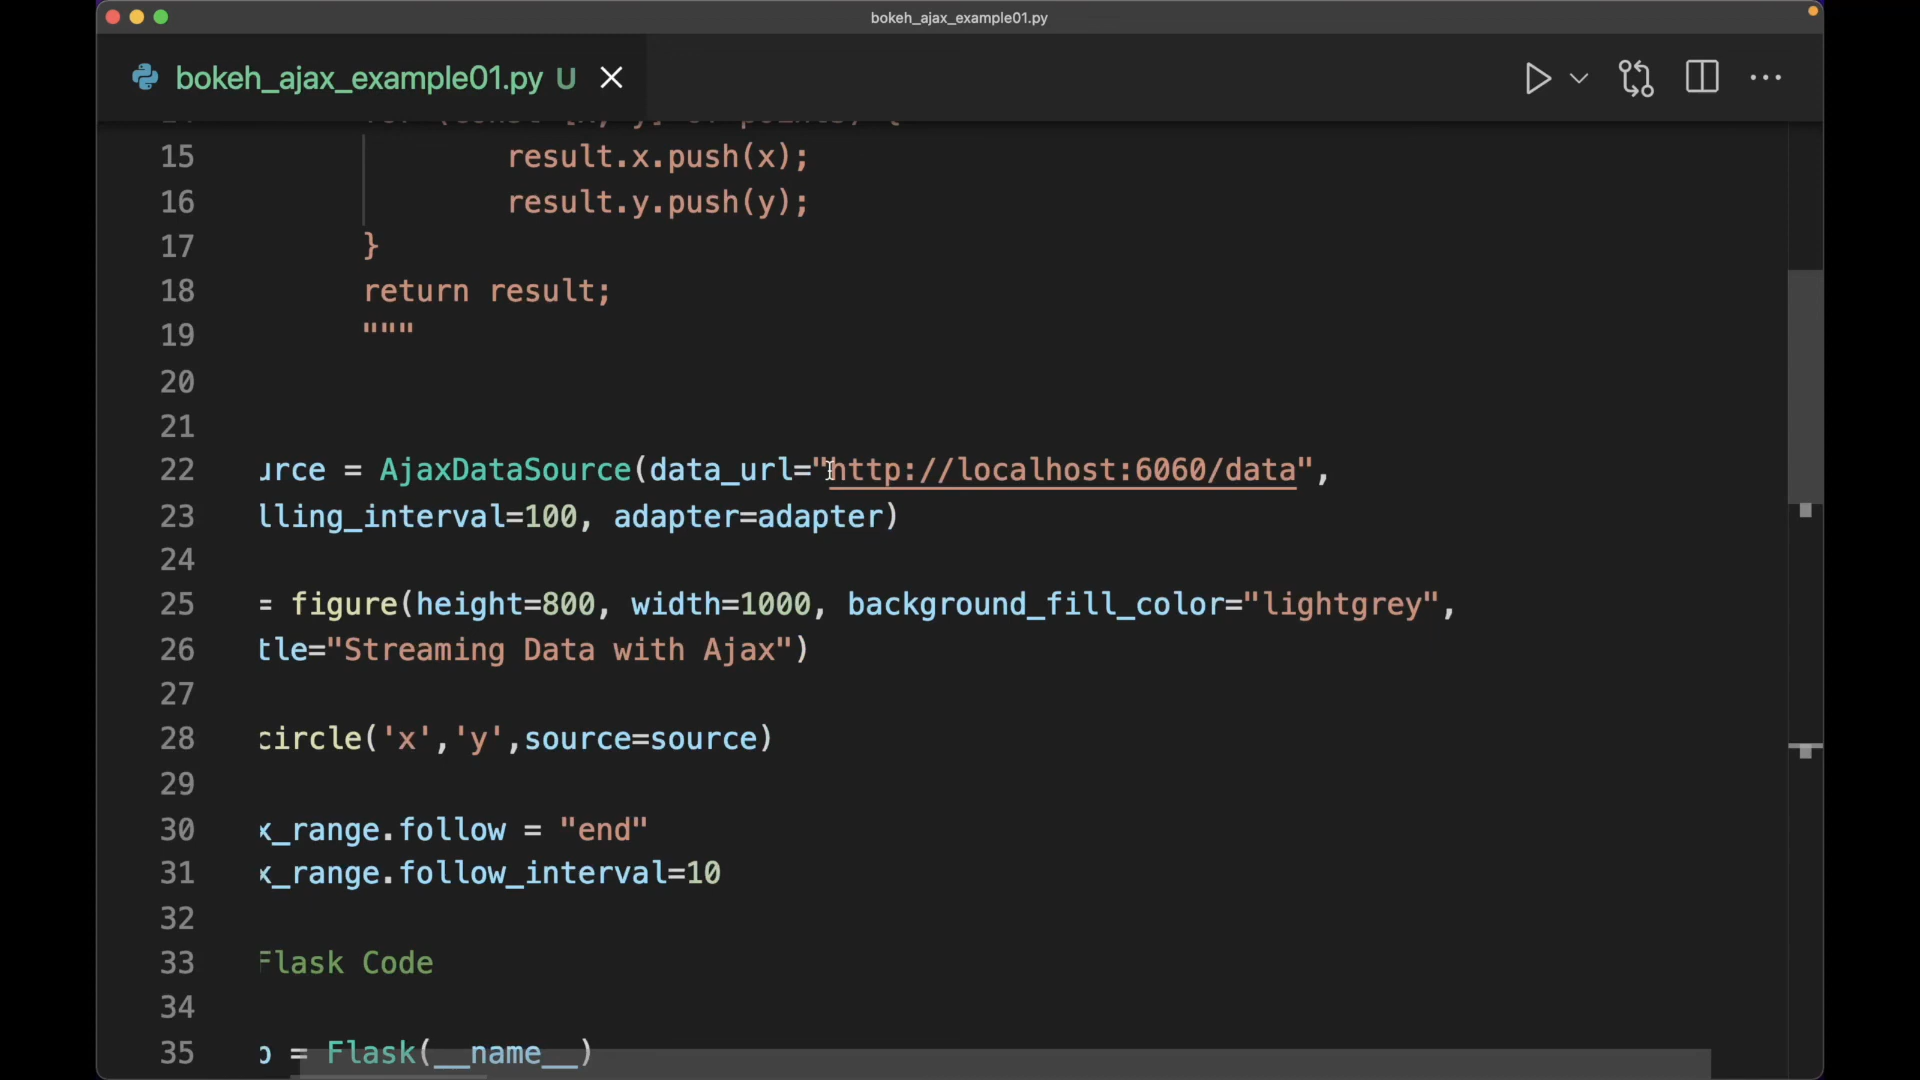 bokeh_ajax_example01.py
bokeh_ajax_example01.py U
15 result.x.push(x);
16 result.y.push(y);
17 }
18 return result;
19 """
20
21
22 urce = AjaxDataSource(data_url="http://localhost:6060/data",
23 lling_interval=100, adapter=adapter)
24
25 = figure(height=800, width=1000, background_fill_color="lightgrey",
26 tle="Streaming Data with Ajax")
27
28 circle('x','y',source=source)
29
30 x_range.follow = "end"
31 x_range.follow_interval=10
32
33 Flask Code
34
35 p = Flask(__name__)